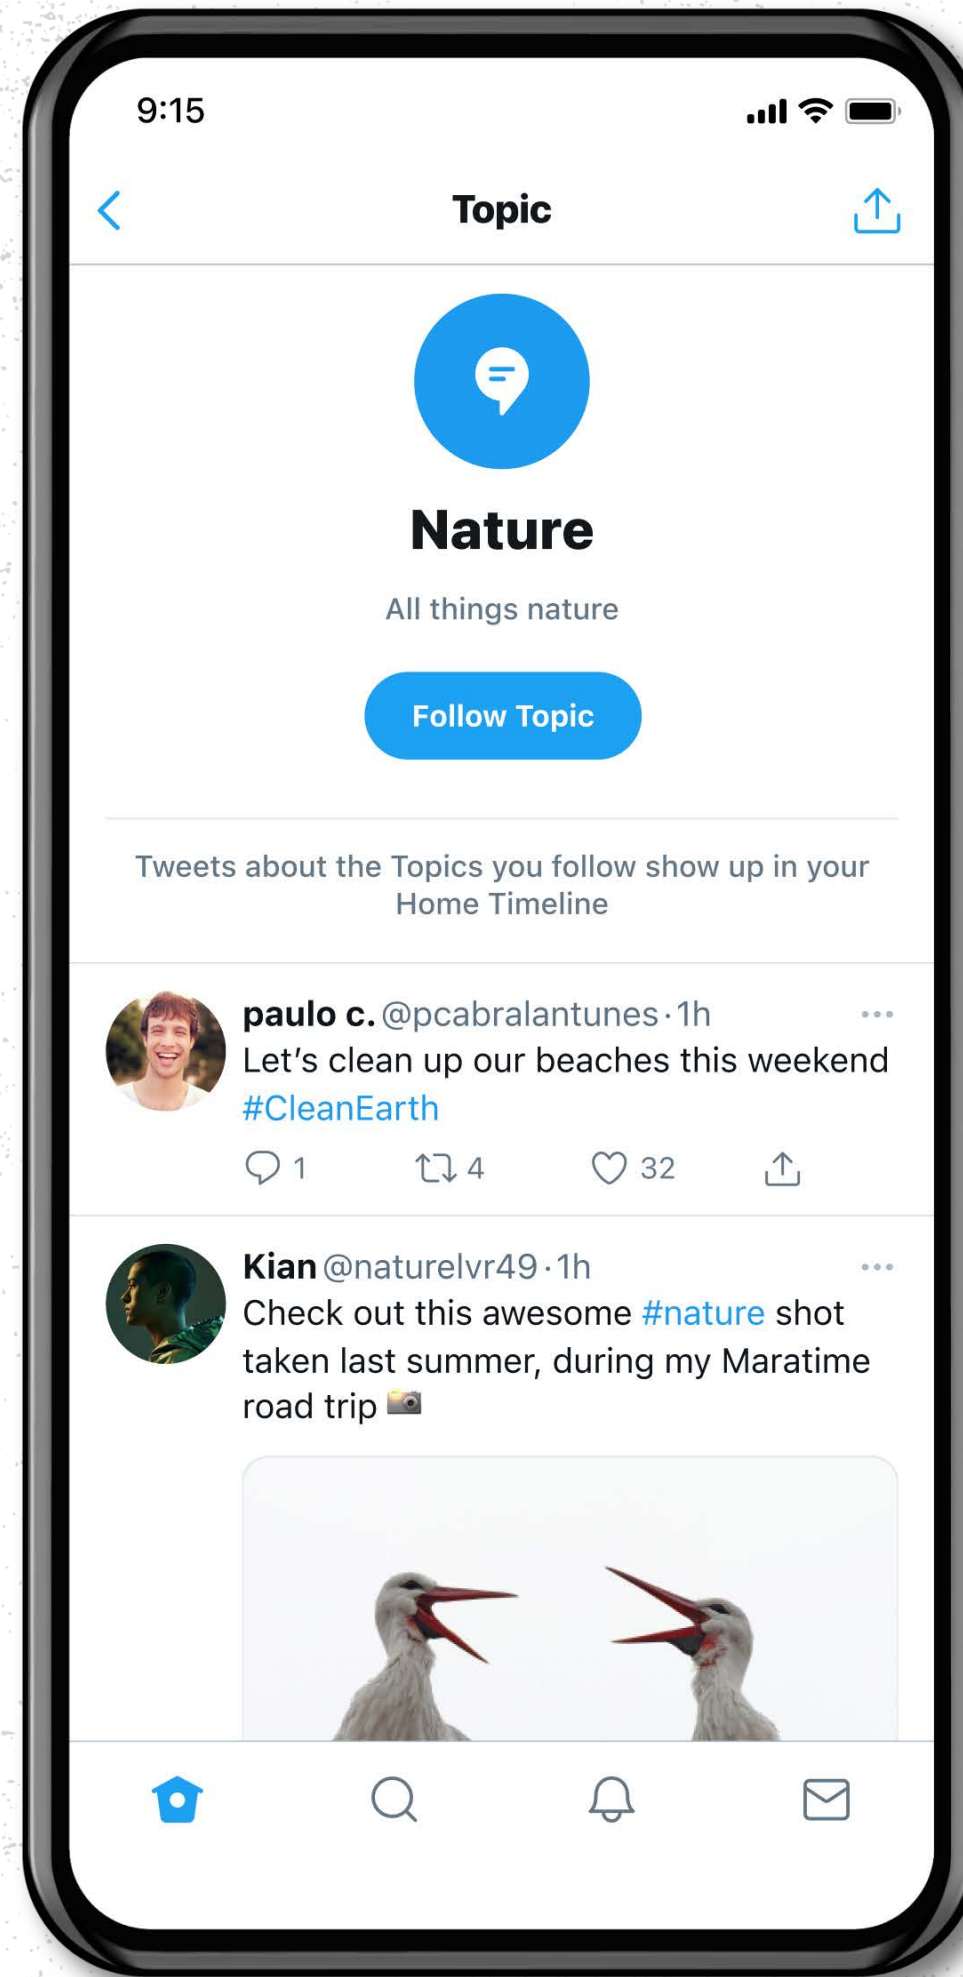 9:15
Topic
Nature
All things nature
Follow Topic
Tweets about the Topics you follow show up in your
Home Timeline
paulo c. @pcabralantunes · 1h
Let's clean up our beaches this weekend
#CleanEarth
1 4 32
Kian @naturelvr49 · 1h
Check out this awesome #nature shot
taken last summer, during my Maratime
road trip 📸